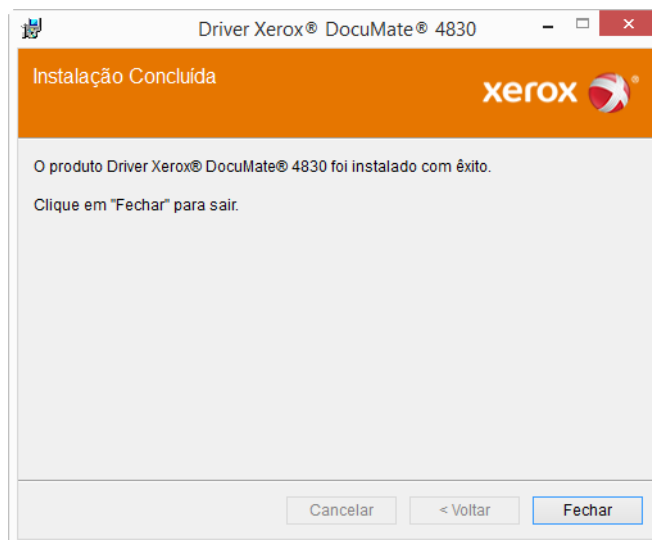 Driver Xerox® DocuMate® 4830
Instalação Concluída
xerox
O produto Driver Xerox® DocuMate® 4830 foi instalado com êxito.
Clique em "Fechar" para sair.
Cancelar
< Voltar
Fechar